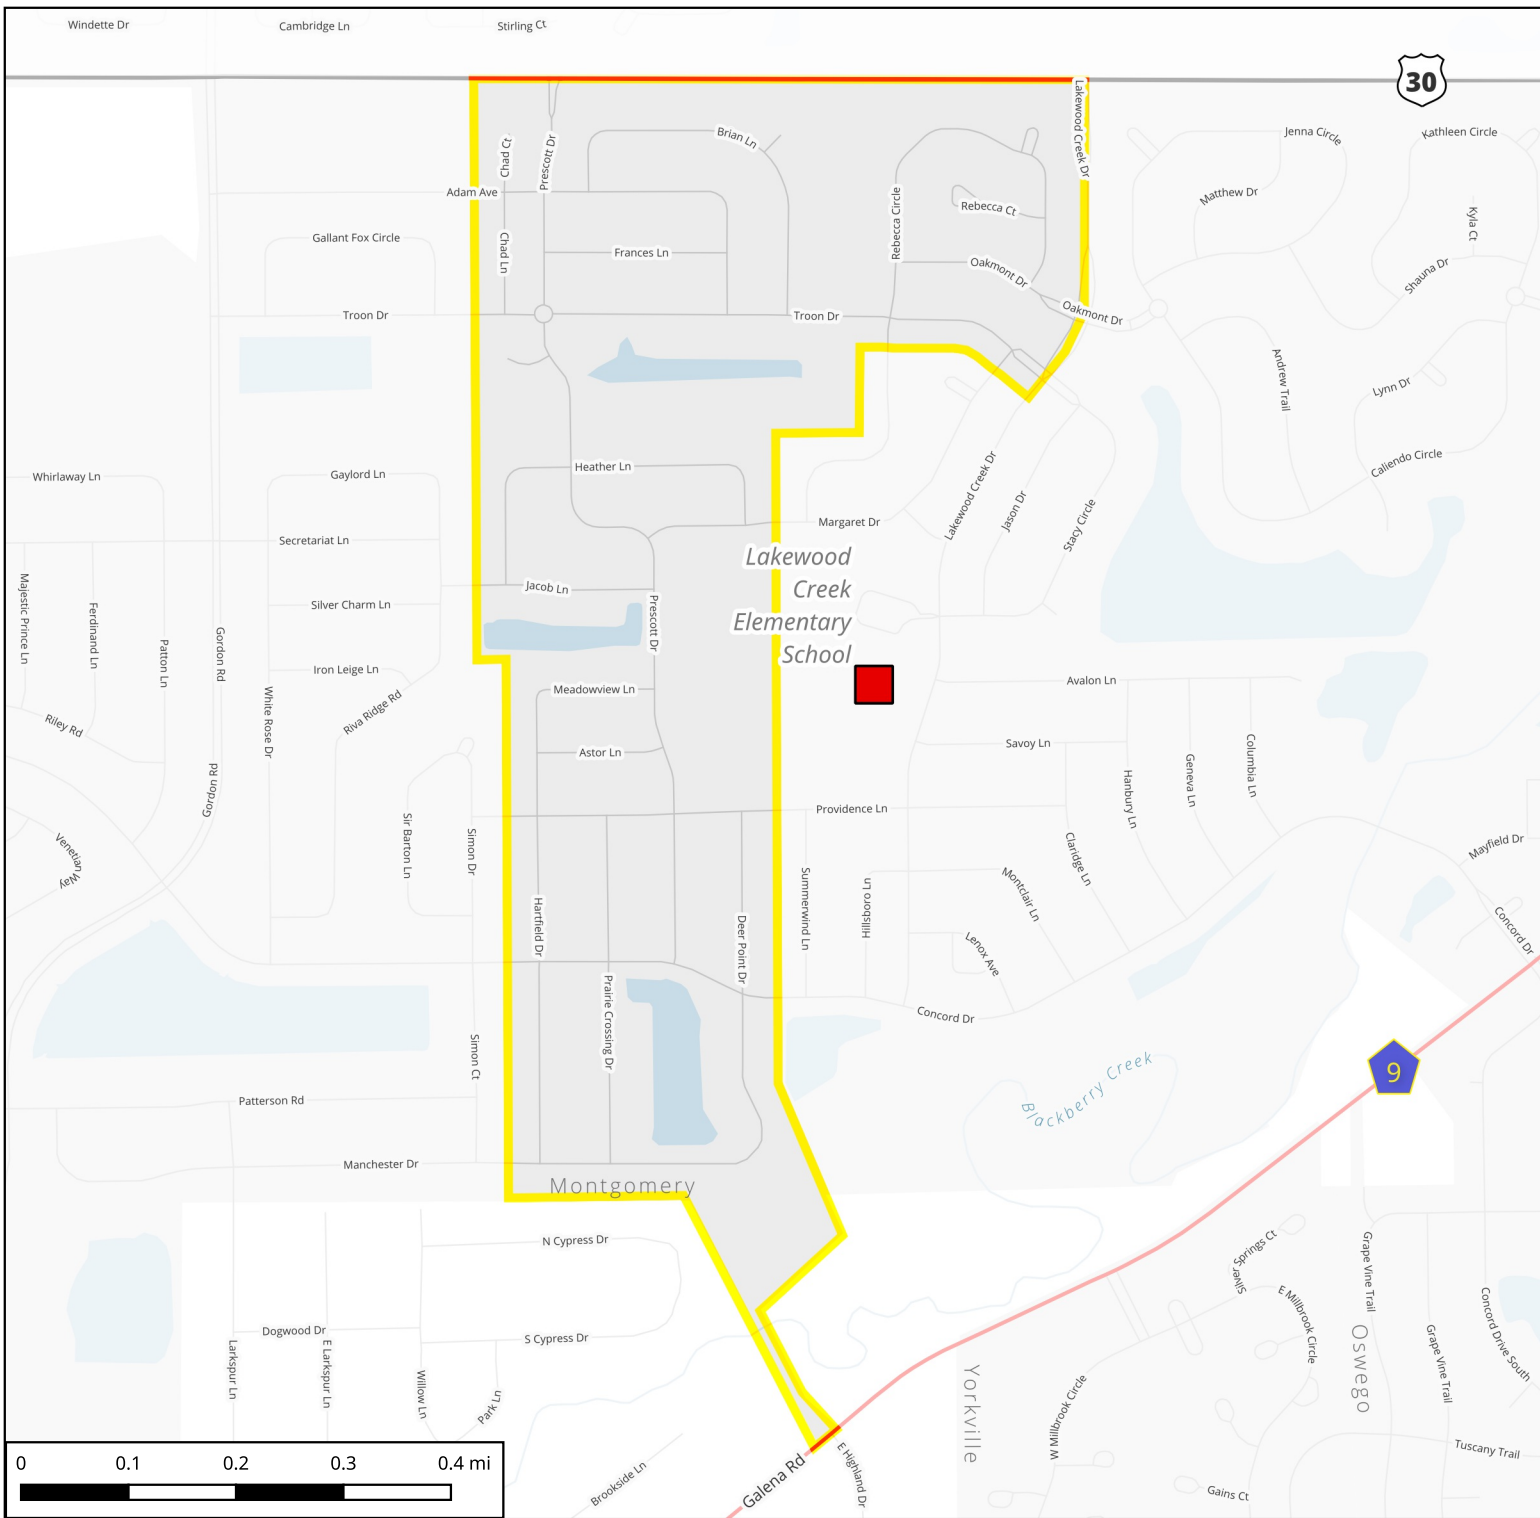 Windette Dr
Cambridge Ln
Stirling Ct
30
Lakewood Creek Dr
Jenna Circle
Kathleen Circle
Brian Ln
Chad Ct
Prescott Dr
Adam Ave
Rebecca Circle
Rebecca Ct
Matthew Dr
Kyla Ct
Gallant Fox Circle
Chad Ln
Frances Ln
Oakmont Dr
Shauna Dr
Troon Dr
Troon Dr
Oakmont Dr
Andrew Trail
Lynn Dr
Whirlaway Ln
Gaylord Ln
Heather Ln
Lakewood Creek Dr
Caliendo Circle
Margaret Dr
Jason Dr
Stacy Circle
Secretariat Ln
Lakewood
Creek
Elementary
School
Jacob Ln
Silver Charm Ln
Majestic Prince Ln
Ferdinand Ln
Patton Ln
Gordon Rd
Prescott Dr
Iron Leige Ln
Meadowview Ln
Avalon Ln
Riva Ridge Rd
White Rose Dr
Riley Rd
Astor Ln
Savoy Ln
Columbia Ln
Geneva Ln
Hanbury Ln
Gordon Rd
Providence Ln
Sir Barton Ln
Simon Dr
Venetian
Way
Claridge Ln
Mayfield Dr
Summerwind Ln
Hillsboro Ln
Montclair Ln
Hartfield Dr
Deer Point Dr
Lenox Ave
Concord Dr
Prairie Crossing Dr
Concord Dr
Simon Ct
Blackberry Creek
9
Patterson Rd
Manchester Dr
Montgomery
N Cypress Dr
Silver Springs Ct
Grape Vine Trail
E Millbrook Circle
Concord Drive South
Dogwood Dr
S Cypress Dr
Larkspur Ln
E Larkspur Ln
Willow Ln
Park Ln
Yorkville
W Millbrook Circle
Oswego
Grape Vine Trail
Tuscany Trail
E Highland Dr
Galena Rd
Brookside Ln
Gains Ct
0 0.1 0.2 0.3 0.4 mi